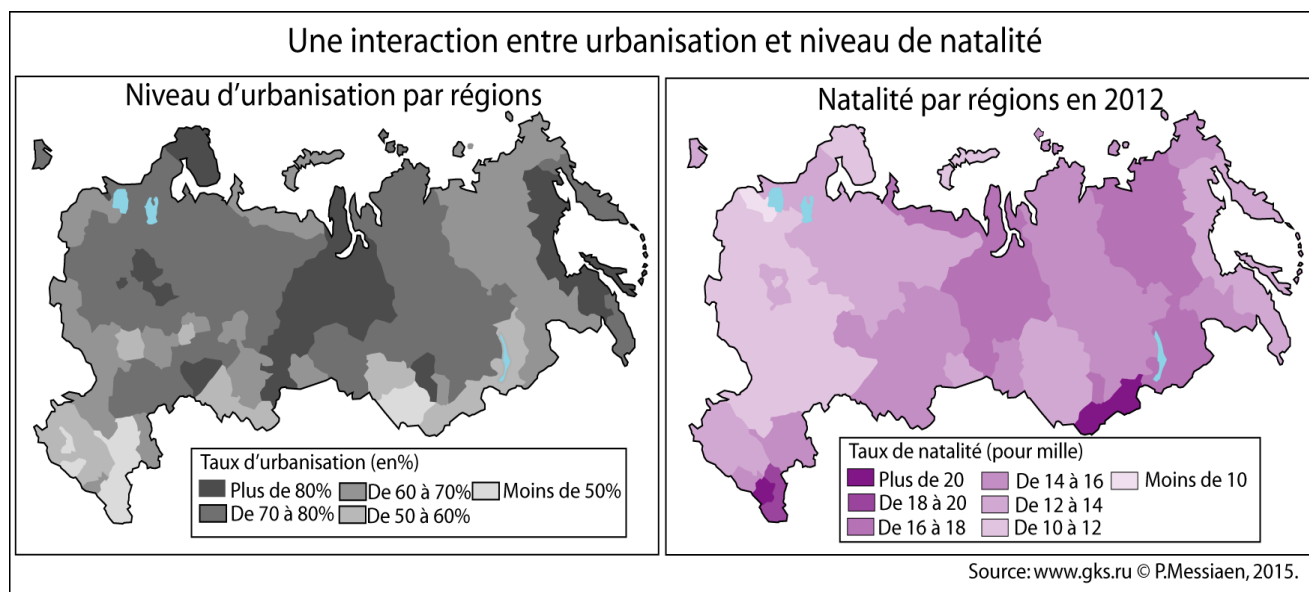 Une interaction entre urbanisation et niveau de natalité
Niveau d'urbanisation par régions
Taux d'urbanisation (en%)
Plus de 80%
De 70 à 80%
De 60 à 70%
De 50 à 60%
Moins de 50%
Natalité par régions en 2012
Taux de natalité (pour mille)
Plus de 20
De 18 à 20
De 16 à 18
De 14 à 16
De 12 à 14
De 10 à 12
Moins de 10
Source: www.gks.ru © P.Messiaen, 2015.